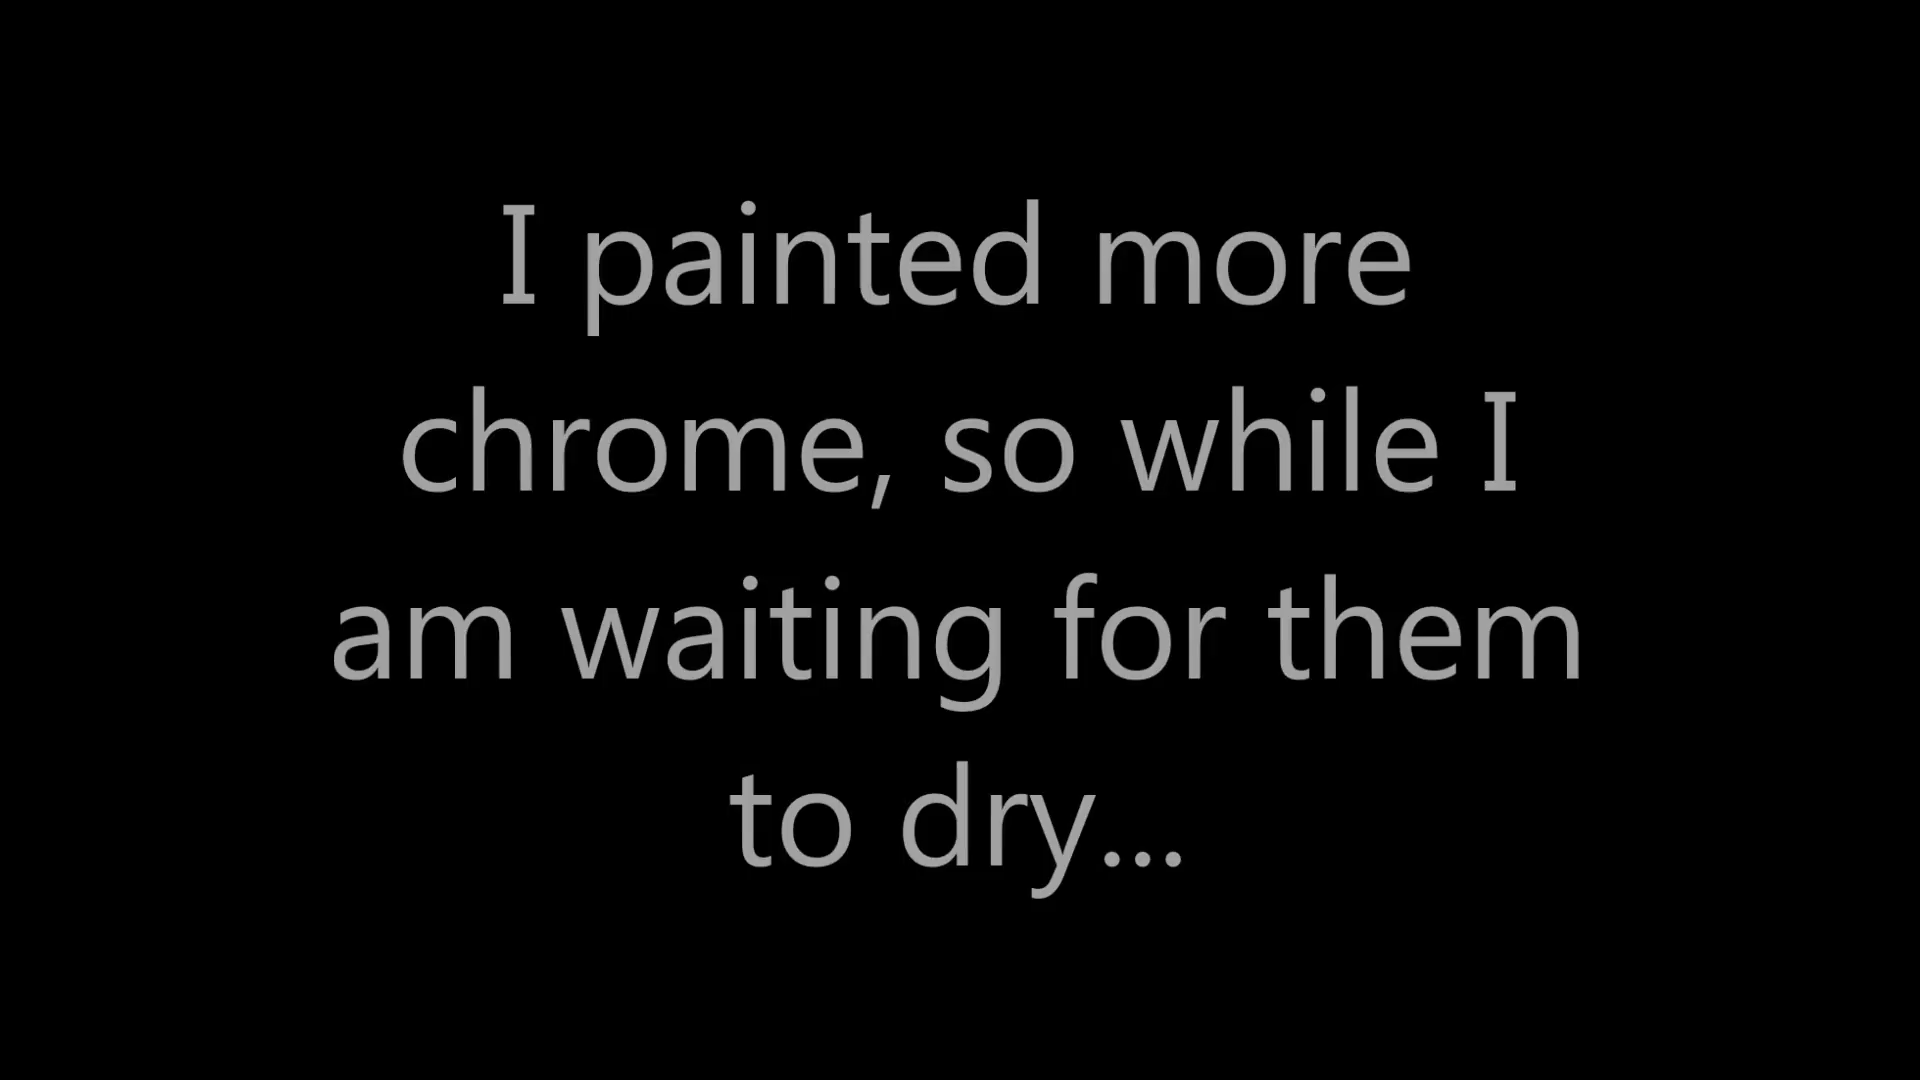 I painted more
chrome, so while I
am waiting for them
to dry...